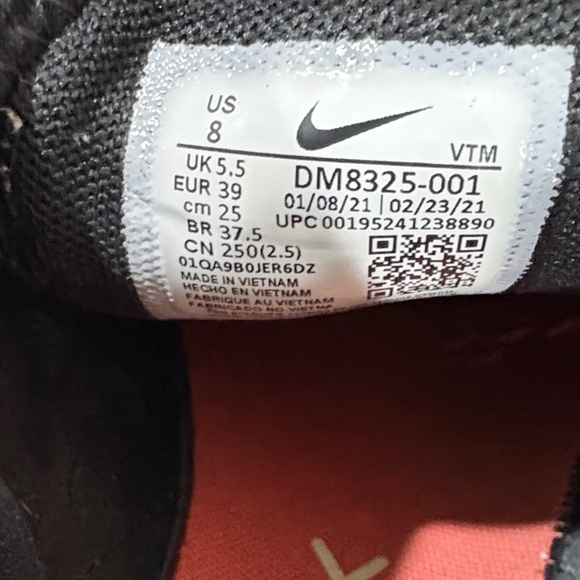 US
8
VTM
UK 5.5
EUR 39
cm 25
BR 37.5
CN 250(2.5)
DM8325-001
01/08/21 | 02/23/21
UPC 00195241238890
01QA9B0JER6DZ
MADE IN VIETNAM
HECHO EN VIETNAM
FABRIQUE AU VIETNAM
FABRICADO NO VIETNA